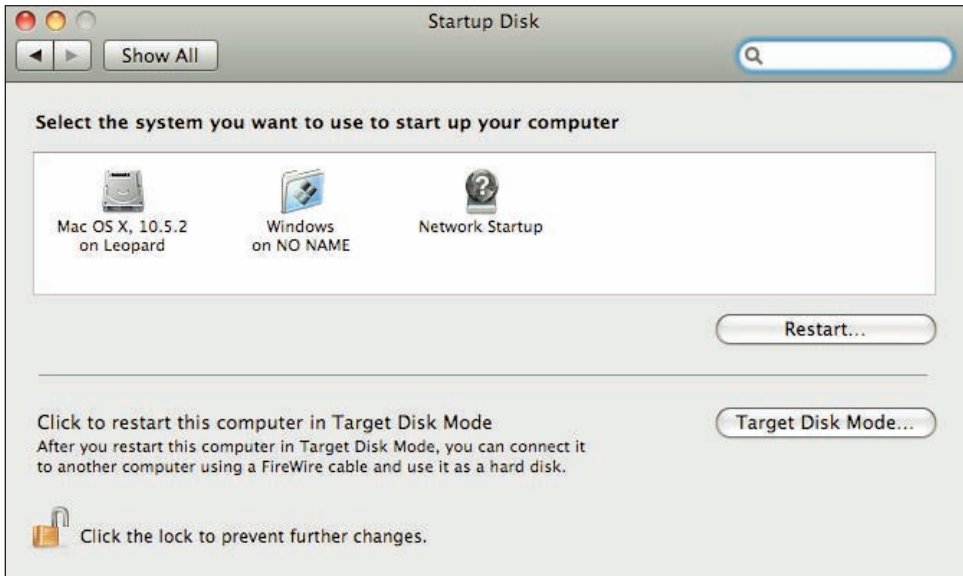 Startup Disk
Show All
Select the system you want to use to start up your computer
Mac OS X, 10.5.2
on Leopard
Windows
on NO NAME
Network Startup
Restart...
Click to restart this computer in Target Disk Mode
Target Disk Mode...
After you restart this computer in Target Disk Mode, you can connect it
to another computer using a FireWire cable and use it as a hard disk.
Click the lock to prevent further changes.